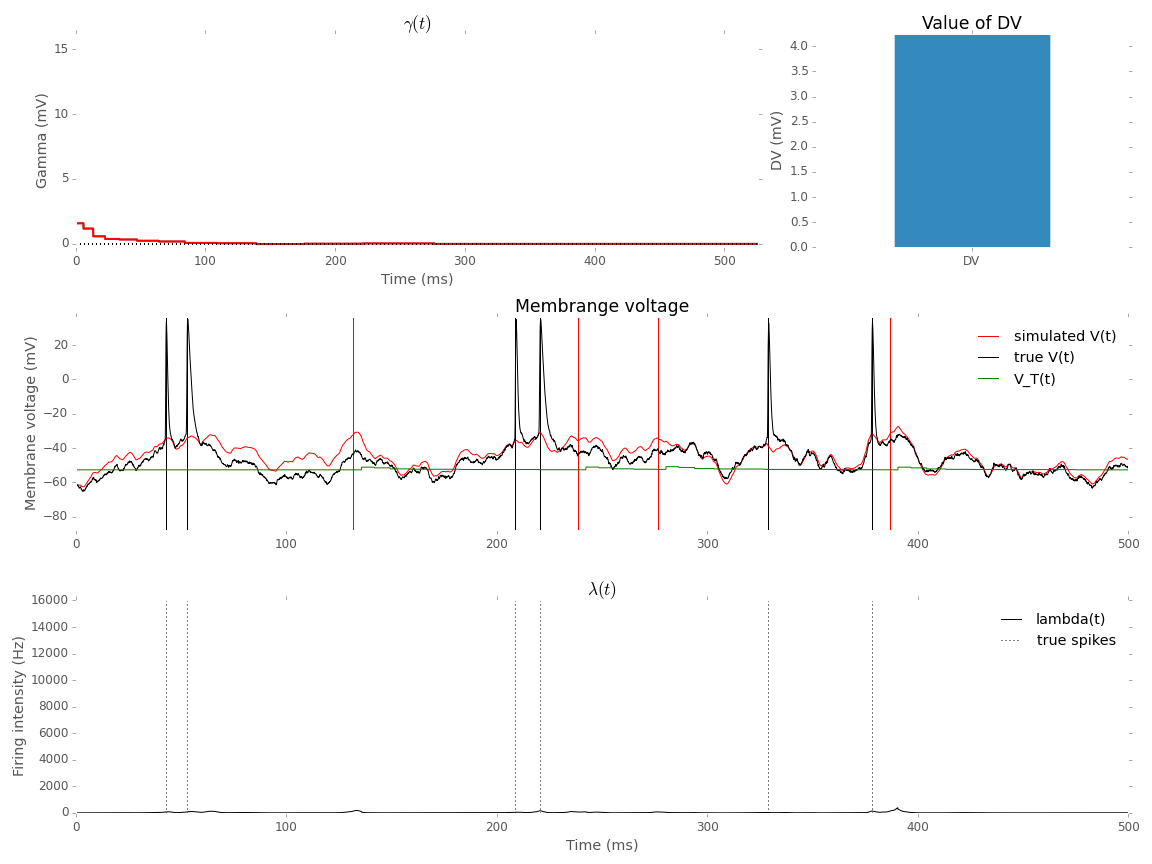 γ(t)
Value of DV
Gamma (mV)
15
10
5
0
0 100 200 300 400 500
Time (ms)
DV (mV)
4.0
3.5
3.0
2.5
2.0
1.5
1.0
0.5
0.0
DV
Membrange voltage
Membrane voltage (mV)
20
0
−20
−40
−60
−80
simulated V(t)
true V(t)
V_T(t)
0 100 200 300 400 500
λ(t)
Firing intensity (Hz)
16000
14000
12000
10000
8000
6000
4000
2000
0
lambda(t)
true spikes
0 100 200 300 400 500
Time (ms)